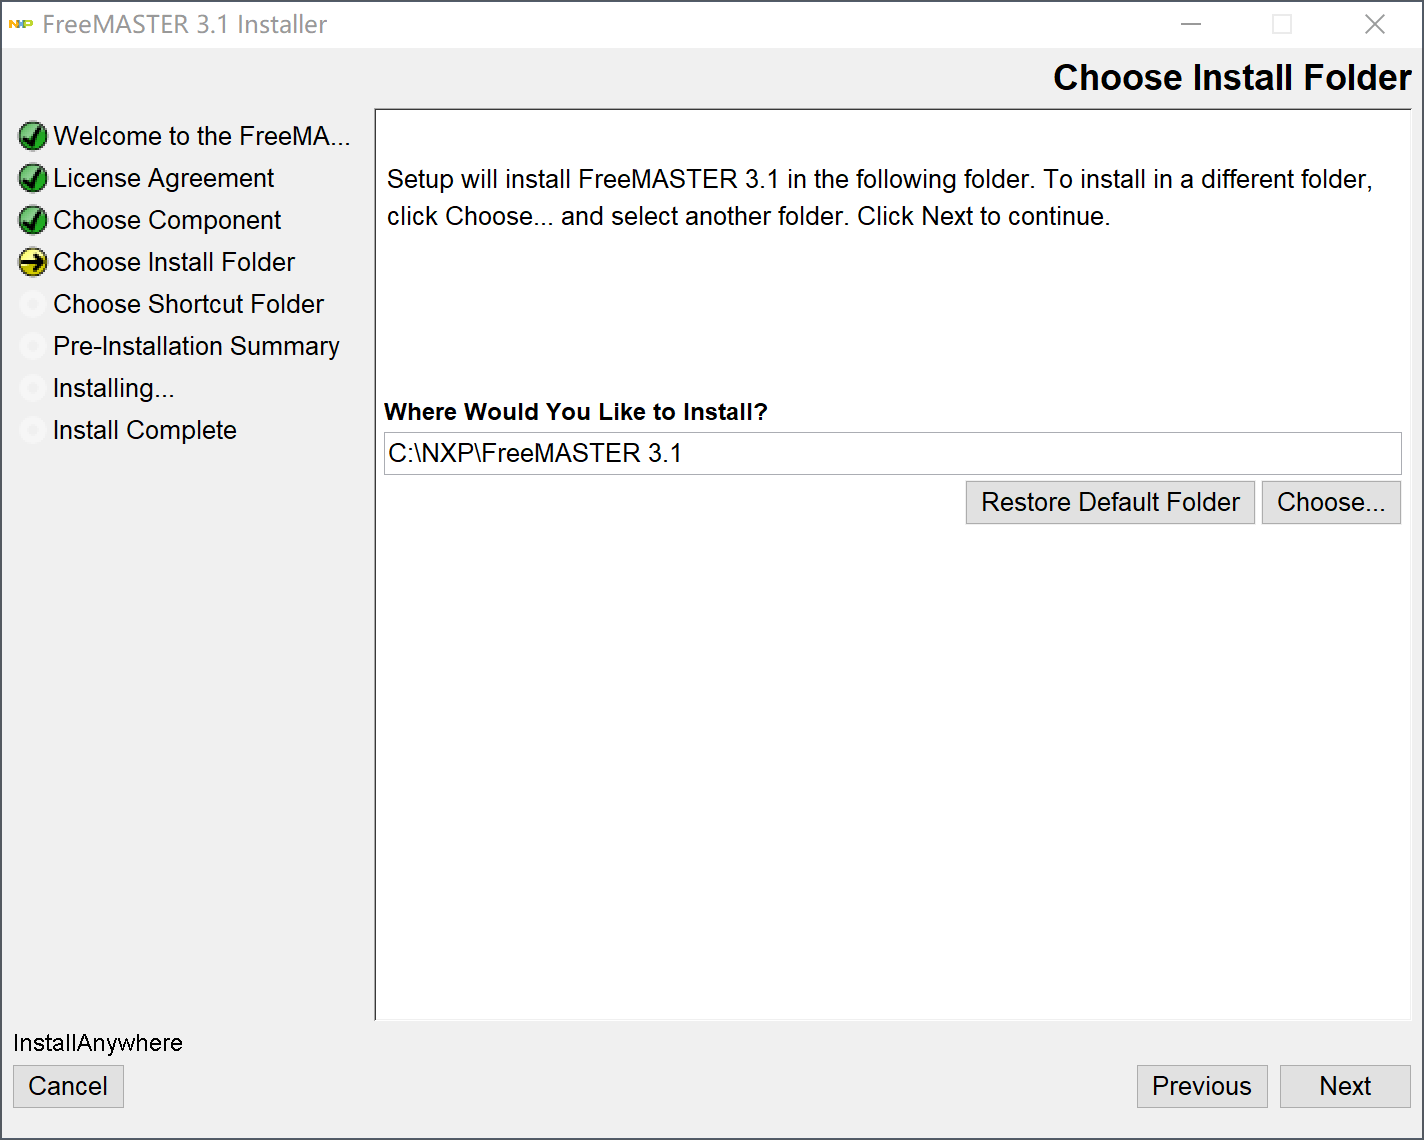 NXP FreeMASTER 3.1 Installer
Choose Install Folder
Welcome to the FreeMA...
License Agreement
Choose Component
Choose Install Folder
Choose Shortcut Folder
Pre-Installation Summary
Installing...
Install Complete
Setup will install FreeMASTER 3.1 in the following folder. To install in a different folder,
click Choose... and select another folder. Click Next to continue.
Where Would You Like to Install?
C:\NXP\FreeMASTER 3.1
Restore Default Folder Choose...
InstallAnywhere
Cancel Previous Next